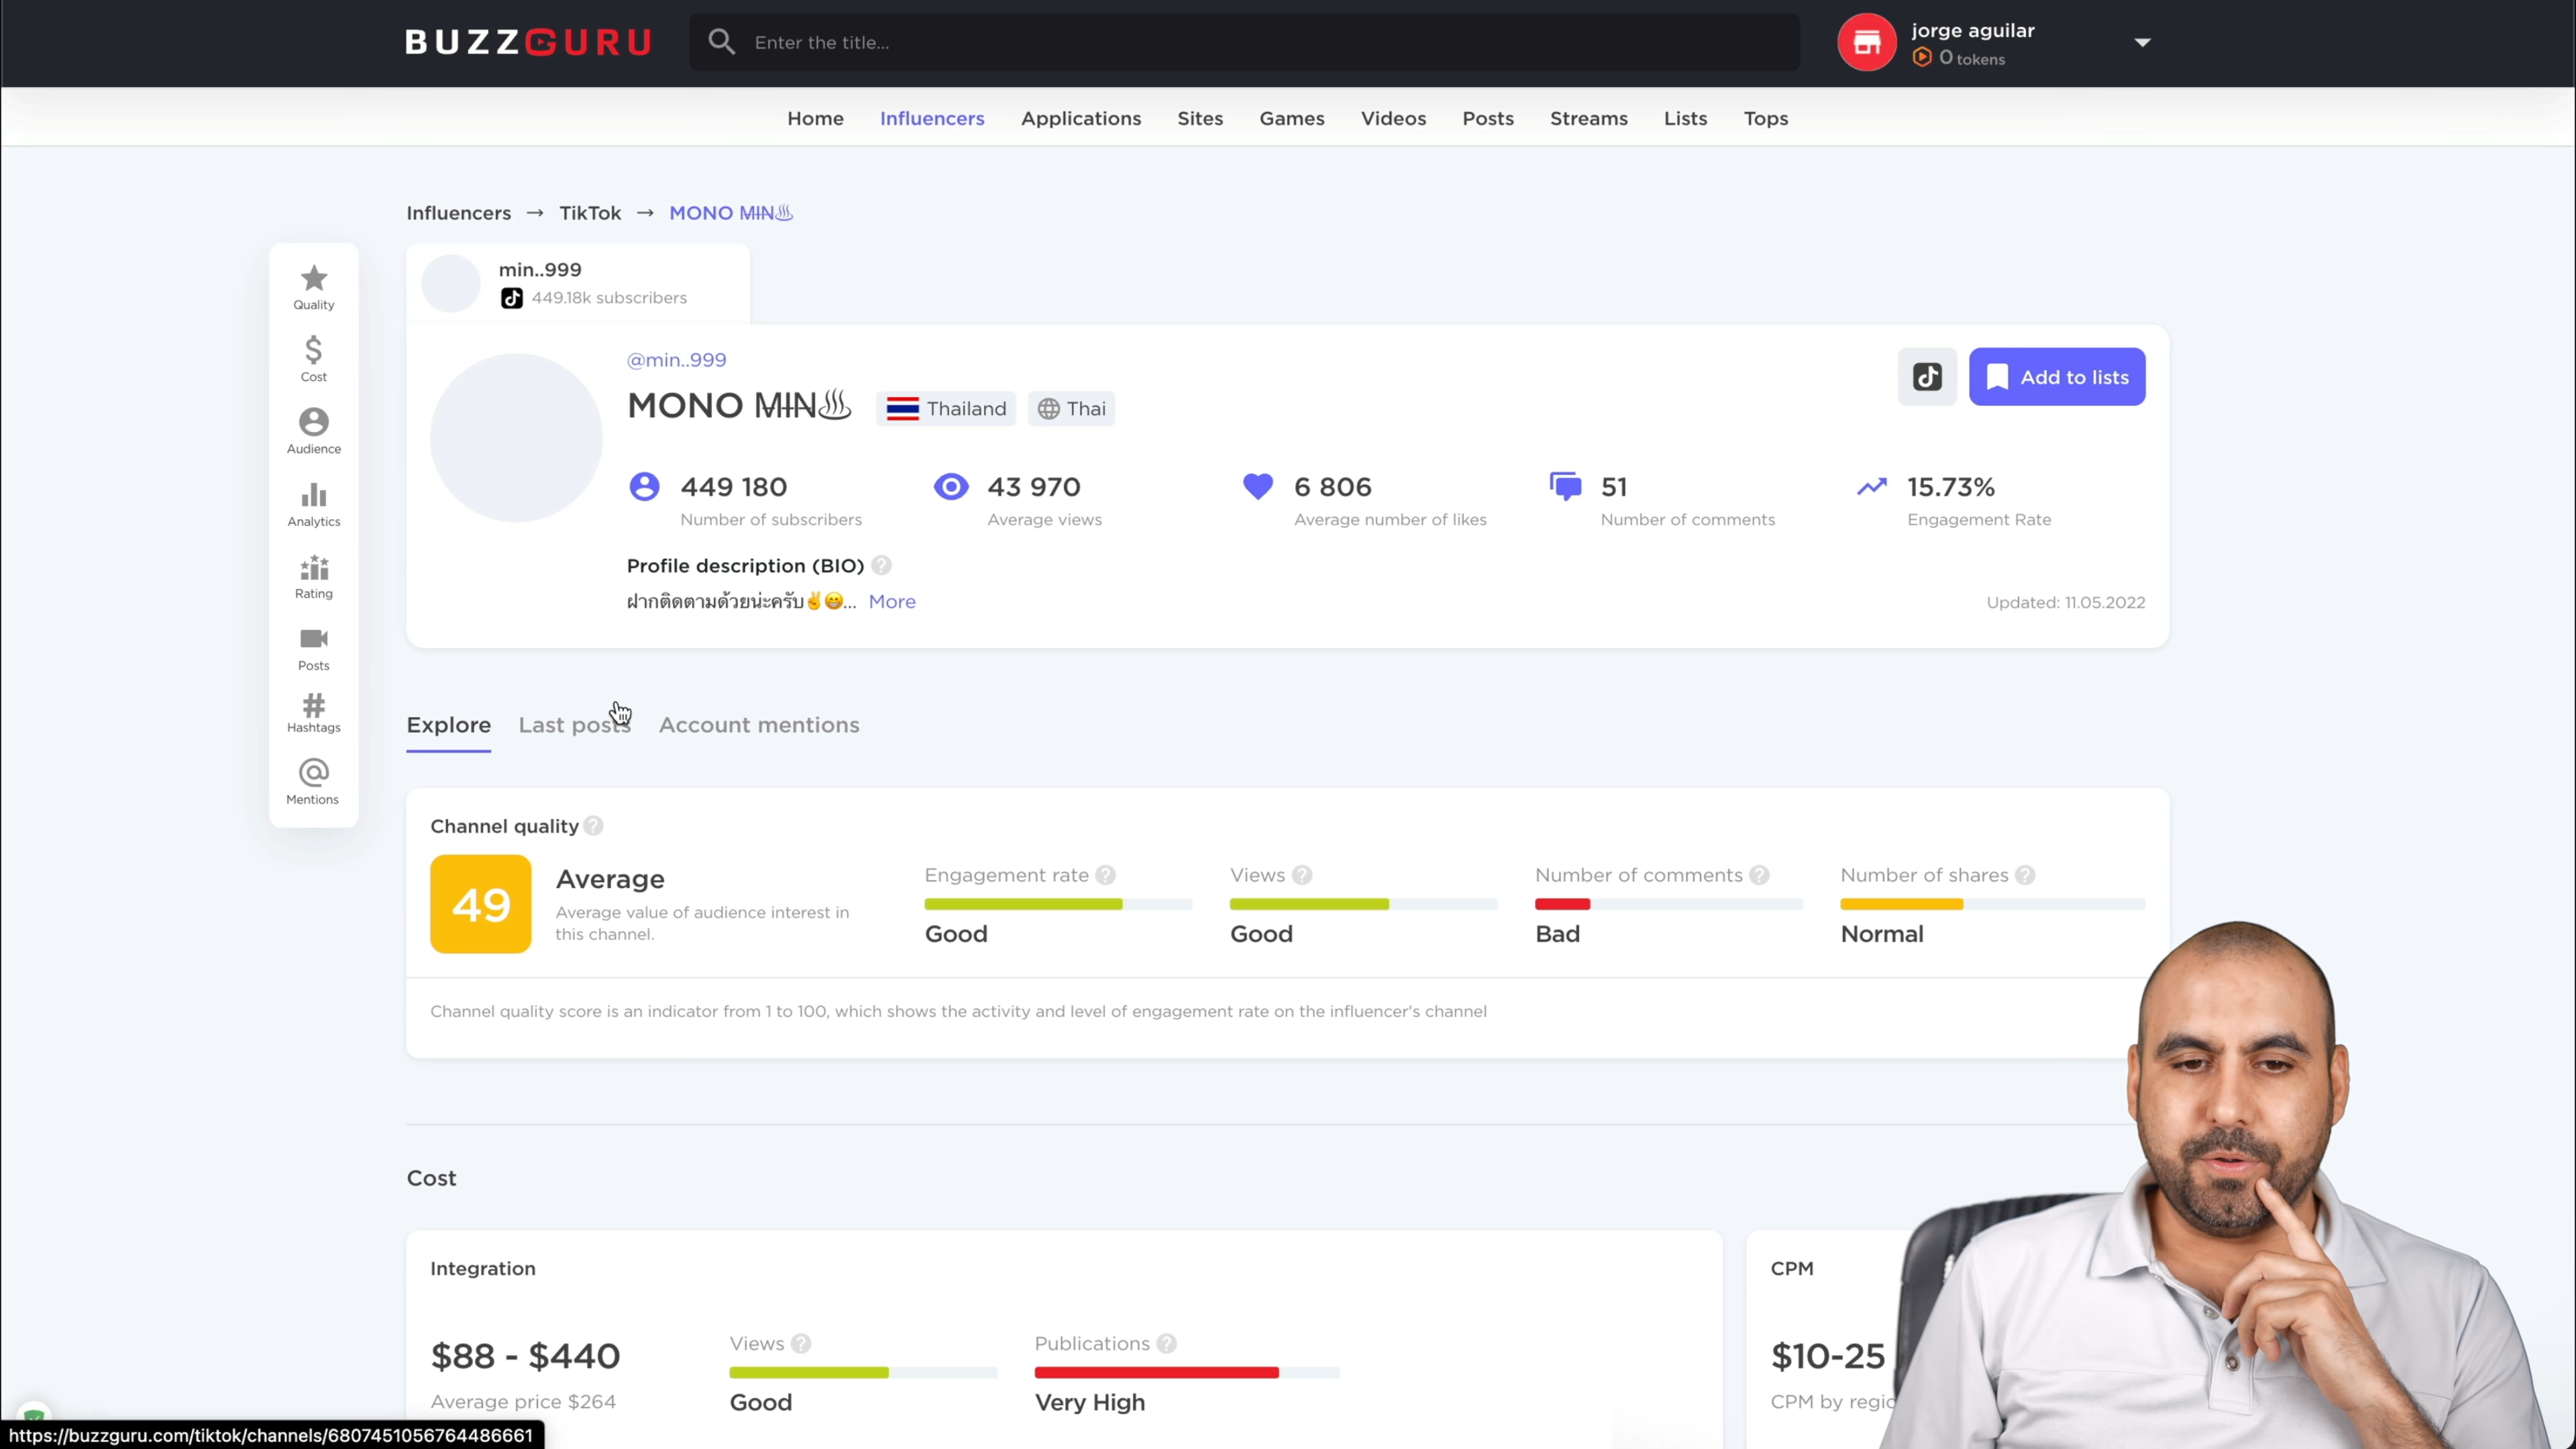 BUZZGURU
Enter the title...
jorge aguilar
0 tokens
Home Influencers Applications Sites Games Videos Posts Streams Lists Tops
Influencers → TikTok → MONO M̶I̶N̶♨
min..999
449.18k subscribers
Quality
Cost
Audience
Analytics
Rating
Posts
Hashtags
Mentions
@min..999
MONO M̶I̶N̶♨ Thailand Thai
Add to lists
449 180 43 970 6 806 51 15.73%
Number of subscribers Average views Average number of likes Number of comments Engagement Rate
Profile description (BIO) ?
ฝากติดตามด้วยน่ะครับ✌😁... More
Updated: 11.05.2022
Explore Last posts Account mentions
Channel quality ?
49
Average
Average value of audience interest in
this channel.
Engagement rate ? Views ? Number of comments ? Number of shares ?
Good Good Bad Normal
Channel quality score is an indicator from 1 to 100, which shows the activity and level of engagement rate on the influencer's channel
Cost
Integration
$88 - $440
Average price $264
Views ? Publications ?
Good Very High
CPM
$10-25
CPM by regio
https://buzzguru.com/tiktok/channels/6807451056764486661